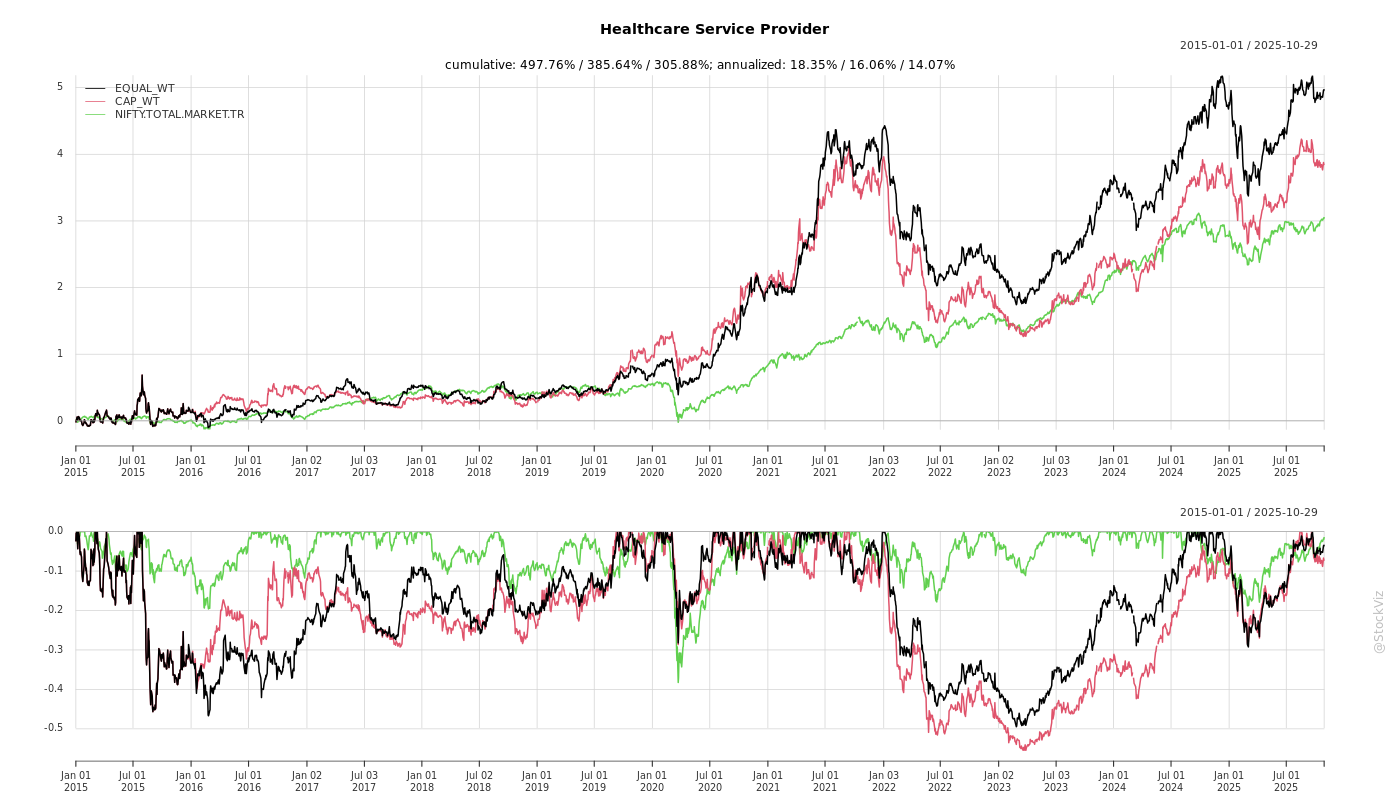 Healthcare Service Provider
2015-01-01 / 2025-10-29
cumulative: 497.76% / 385.64% / 305.88%; annualized: 18.35% / 16.06% / 14.07%
EQUAL_WT
CAP_WT
NIFTY.TOTAL.MARKET.TR
5
4
3
2
1
0
Jan 01 Jul 01 Jan 01 Jul 01 Jan 02 Jul 03 Jan 01 Jul 02 Jan 01 Jul 01 Jan 01 Jul 01 Jan 01 Jul 01 Jan 03 Jul 01 Jan 02 Jul 03 Jan 01 Jul 01 Jan 01 Jul 01
2015 2015 2016 2016 2017 2017 2018 2018 2019 2019 2020 2020 2021 2021 2022 2022 2023 2023 2024 2024 2025 2025
2015-01-01 / 2025-10-29
0.0
-0.1
-0.2
-0.3
-0.4
-0.5
Jan 01 Jul 01 Jan 01 Jul 01 Jan 02 Jul 03 Jan 01 Jul 02 Jan 01 Jul 01 Jan 01 Jul 01 Jan 01 Jul 01 Jan 03 Jul 01 Jan 02 Jul 03 Jan 01 Jul 01 Jan 01 Jul 01
2015 2015 2016 2016 2017 2017 2018 2018 2019 2019 2020 2020 2021 2021 2022 2022 2023 2023 2024 2024 2025 2025
@StockViz